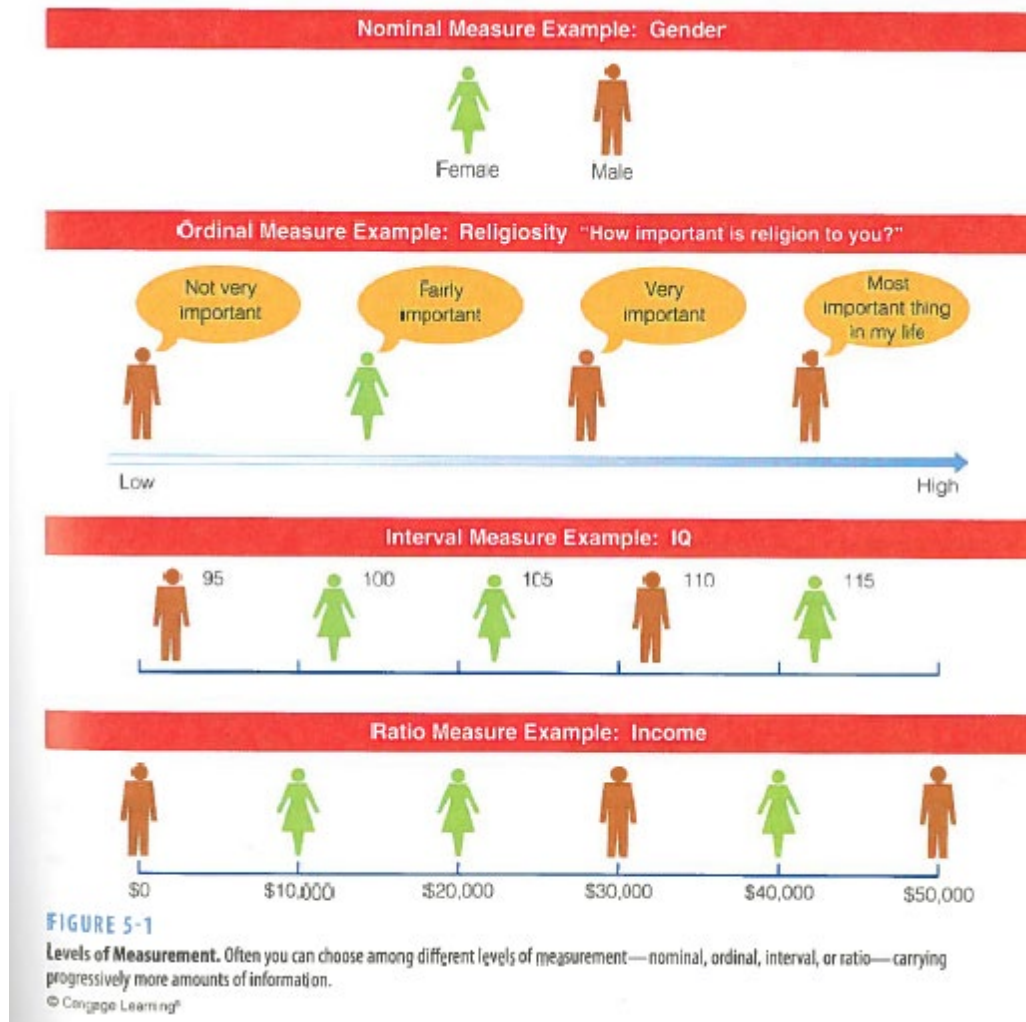 Nominal Measure Example: Gender
Female
Male
Ordinal Measure Example: Religiosity "How important is religion to you?"
Not very
important
Fairly
important
Very
important
Most
important thing
in my life
Low
High
Interval Measure Example: IQ
95
100
105
110
115
Ratio Measure Example: Income
$0
$10,000
$20,000
$30,000
$40,000
$50,000
FIGURE 5-1
Levels of Measurement. Often you can choose among different levels of measurement—nominal, ordinal, interval, or ratio—carrying
progressively more amounts of information.
© Cengage Learning®